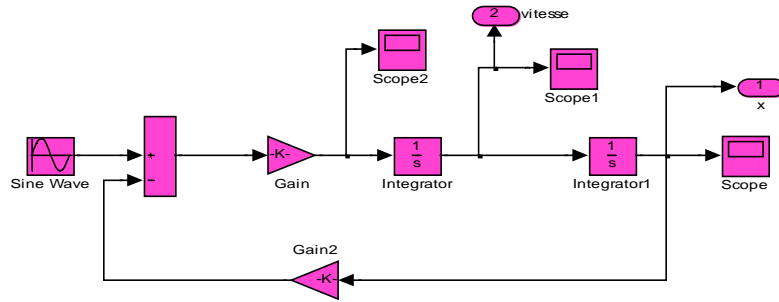 2
vitesse
Scope2
Scope1
1
x
+
−
Sine Wave
-K-
Gain
1
s
Integrator
1
s
Integrator1
Scope
Gain2
-K-